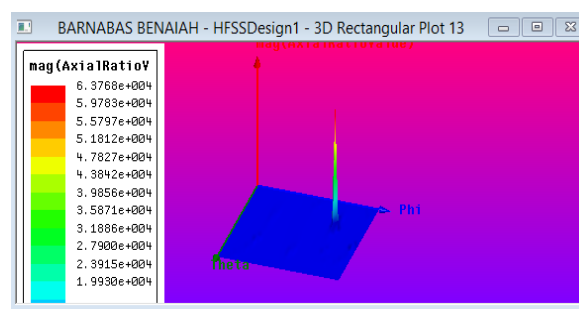 BARNABAS BENAIAH - HFSSDesign1 - 3D Rectangular Plot 13
mag(AxialRatioValue)
mag(AxialRatioV
6.3768e+004
5.9783e+004
5.5797e+004
5.1812e+004
4.7827e+004
4.3842e+004
3.9856e+004
3.5871e+004
3.1886e+004
2.7900e+004
2.3915e+004
1.9930e+004
Phi
Theta